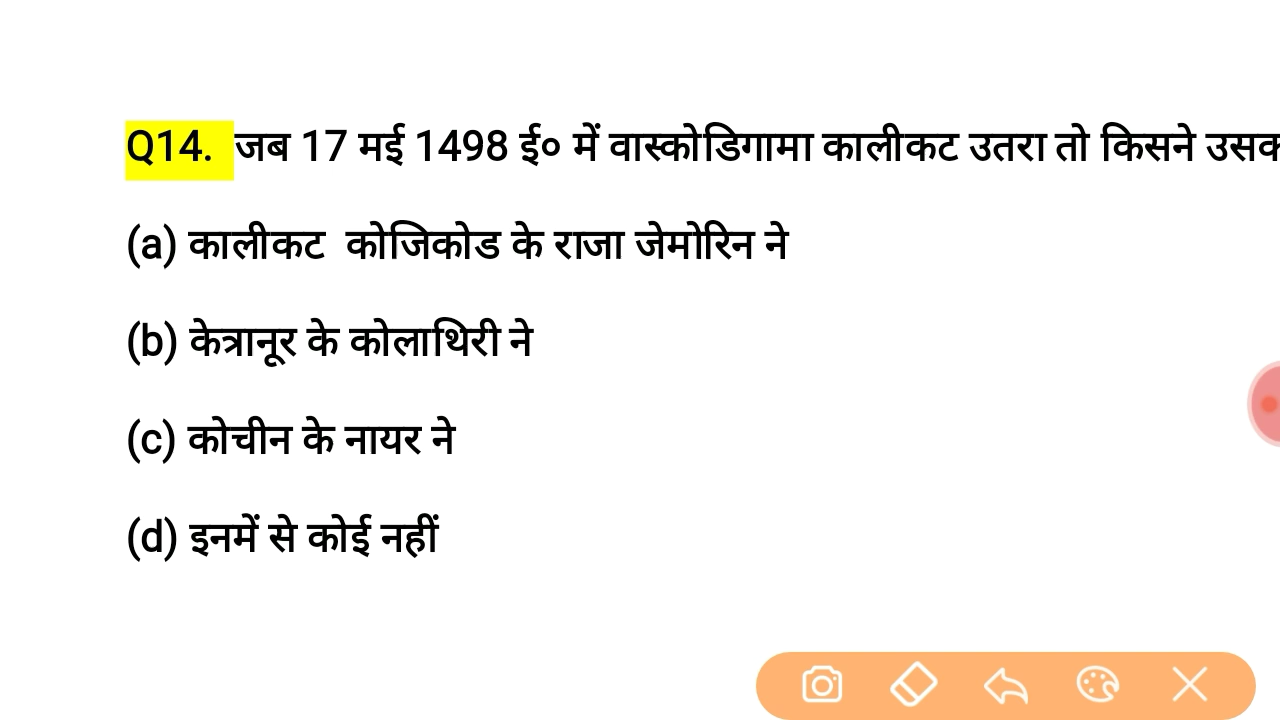 Q14. जब 17 मई 1498 ई० में वास्कोडिगामा कालीकट उतरा तो किसने उसक
(a) कालीकट कोजिकोड के राजा जेमोरिन ने
(b) केत्रानूर के कोलाथिरी ने
(c) कोचीन के नायर ने
(d) इनमें से कोई नहीं